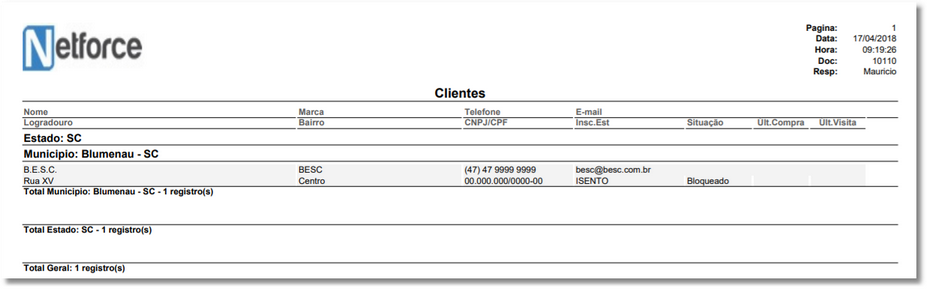 Netforce
Pagina: 1
Data: 17/04/2018
Hora: 09:19:26
Doc: 10110
Resp: Mauricio
Clientes
Nome Marca Telefone E-mail
Logradouro Bairro CNPJ/CPF Insc.Est Situação Ult.Compra Ult.Visita
Estado: SC
Municipio: Blumenau - SC
B.E.S.C. BESC (47) 47 9999 9999 besc@besc.com.br
Rua XV Centro 00.000.000/0000-00 ISENTO Bloqueado
Total Municipio: Blumenau - SC - 1 registro(s)
Total Estado: SC - 1 registro(s)
Total Geral: 1 registro(s)